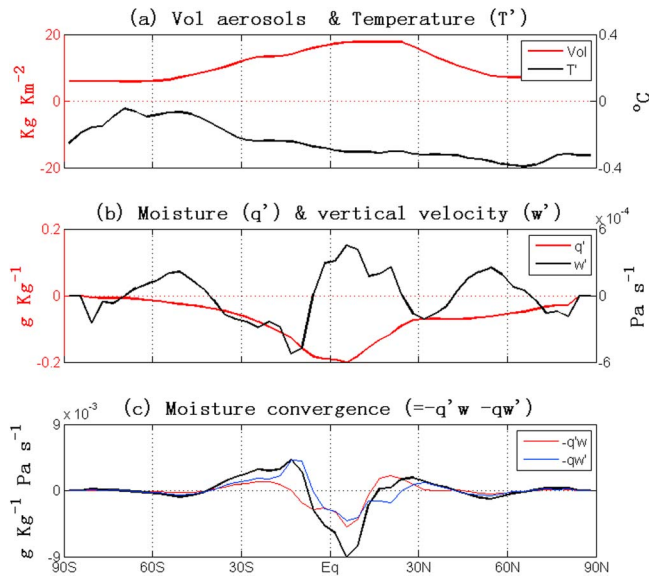 (a) Vol aerosols & Temperature (T')
20
10
0
-10
-20
Kg Km-2
0.4
0
-0.4
°C
Vol
T'
(b) Moisture (q') & vertical velocity (w')
0.2
0
-0.2
g Kg-1
×10-4
6
0
-6
Pa s-1
q'
w'
(c) Moisture convergence (=-q'w -qw')
× 10-3
9
0
-9
g Kg-1 Pa s-1
-q'w
-qw'
90S 60S 30S Eq 30N 60N 90N